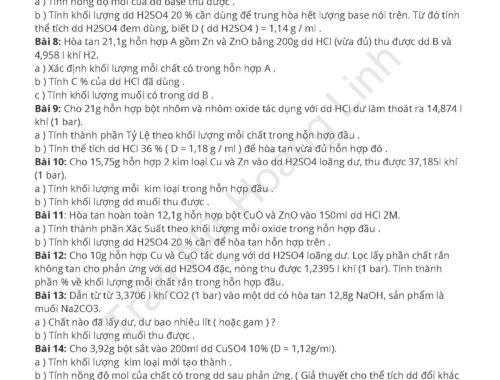 a ) Tính nồng độ mol của dd base thu được .
b ) Tính khối lượng dd H2SO4 20 % cần dùng để trung hòa hết lượng base nói trên. Từ đó tính
thể tích dd H2SO4 đem dùng, biết D ( dd H2SO4 ) = 1,14 g / ml .
Bài 8: Hòa tan 21,1g hỗn hợp A gồm Zn và ZnO bằng 200g dd HCl (vừa đủ) thu được dd B và
4,958 l khí H2.
a ) Xác định khối lượng mỗi chất có trong hỗn hợp A .
b ) Tính C % của dd HCl đã dùng .
c ) Tính khối lượng muối có trong dd B .
Bài 9: Cho 21g hỗn hợp bột nhôm và nhôm oxide tác dụng với dd HCl dư làm thoát ra 14,874 l
khí (1 bar).
a ) Tính thành phần Tỷ Lệ theo khối lượng mỗi chất trong hỗn hợp đầu .
b ) Tính thể tích dd HCl 36 % ( D = 1,18 g / ml ) để hòa tan vừa đủ hỗn hợp đó .
Bài 10: Cho 15,75g hỗn hợp 2 kim loại Cu và Zn vào dd H2SO4 loãng dư, thu được 37,185l khí
(1 bar).
a ) Tính khối lượng mỗi  kim loại trong hỗn hợp đầu .
b ) Tính khối lượng dd muối thu được .
Bài 11: Hòa tan hoàn toàn 12,1g hỗn hợp bột CuO và ZnO vào 150ml dd HCl 2M.
a ) Tính thành phần Xác Suất theo khối lượng mỗi oxide trong hỗn hợp đầu .
b ) Tính khối lượng dd H2SO4 20 % cần để hòa tan hỗn hợp trên .
Bài 12: Cho 10g hỗn hợp Cu và CuO tác dụng với dd H2SO4 loãng dư. Lọc lấy phần chất rắn
không tan cho phản ứng với dd H2SO4 đặc, nóng thu được 1,2395 l khí (1 bar). Tính thành
phần % về khối lượng mỗi chất rắn trong hỗn hợp đầu.
Bài 13: Dẫn từ từ 3,3706 l khí CO2 (1 bar) vào một dd có hòa tan 12,8g NaOH, sản phẩm là
muối Na2CO3.
a ) Chất nào đã lấy dư, dư bao nhiêu lít ( hoặc gam ) ?
b ) Tính khối lượng muối thu được .
Bài 14: Cho 3,92g bột sắt vào 200ml dd CuSO4 10% (D = 1,12g/ml).
a ) Tính khối lượng  kim loại mới tạo thành .
b ) Tính nồng độ mol của chất có trong dd sau phản ứng. ( Giả thuyết cho thể tích dd đổi khác